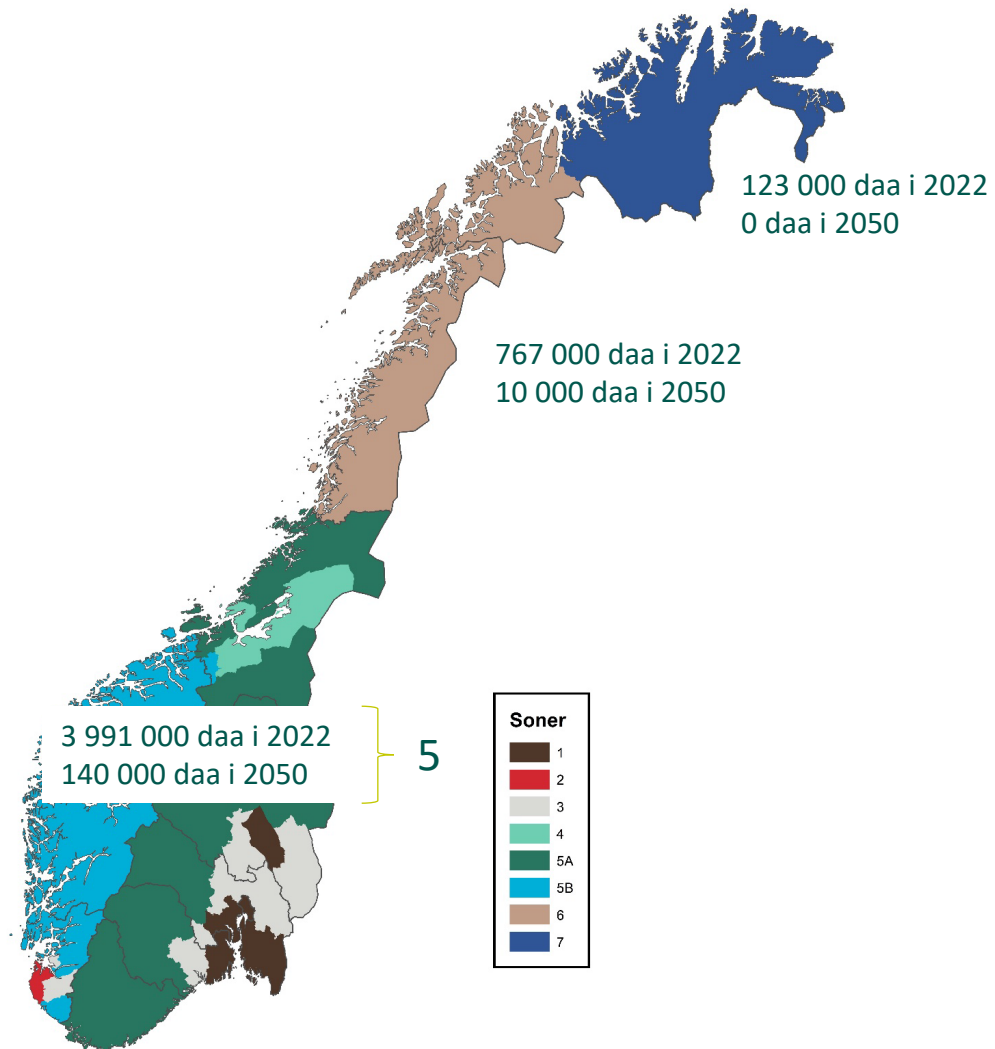 123 000 daa i 2022
0 daa i 2050
767 000 daa i 2022
10 000 daa i 2050
3 991 000 daa i 2022
140 000 daa i 2050
5
Soner
1
2
3
4
5A
5B
6
7